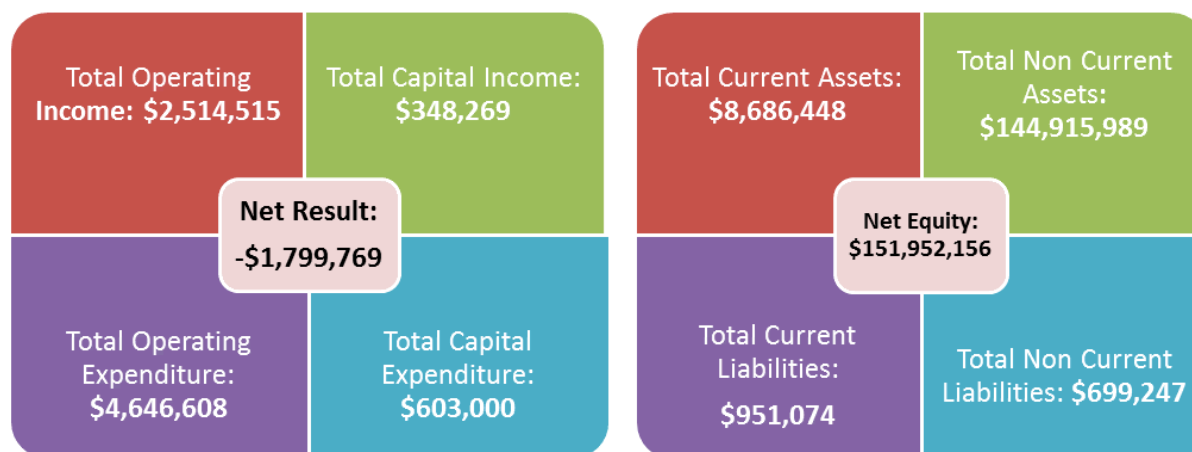 Total Operating
Income: $2,514,515
Total Capital Income:
$348,269
Net Result:
-$1,799,769
Total Operating
Expenditure:
$4,646,608
Total Capital
Expenditure:
$603,000
Total Current Assets:
$8,686,448
Total Non Current
Assets:
$144,915,989
Net Equity:
$151,952,156
Total Current
Liabilities:
$951,074
Total Non Current
Liabilities: $699,247